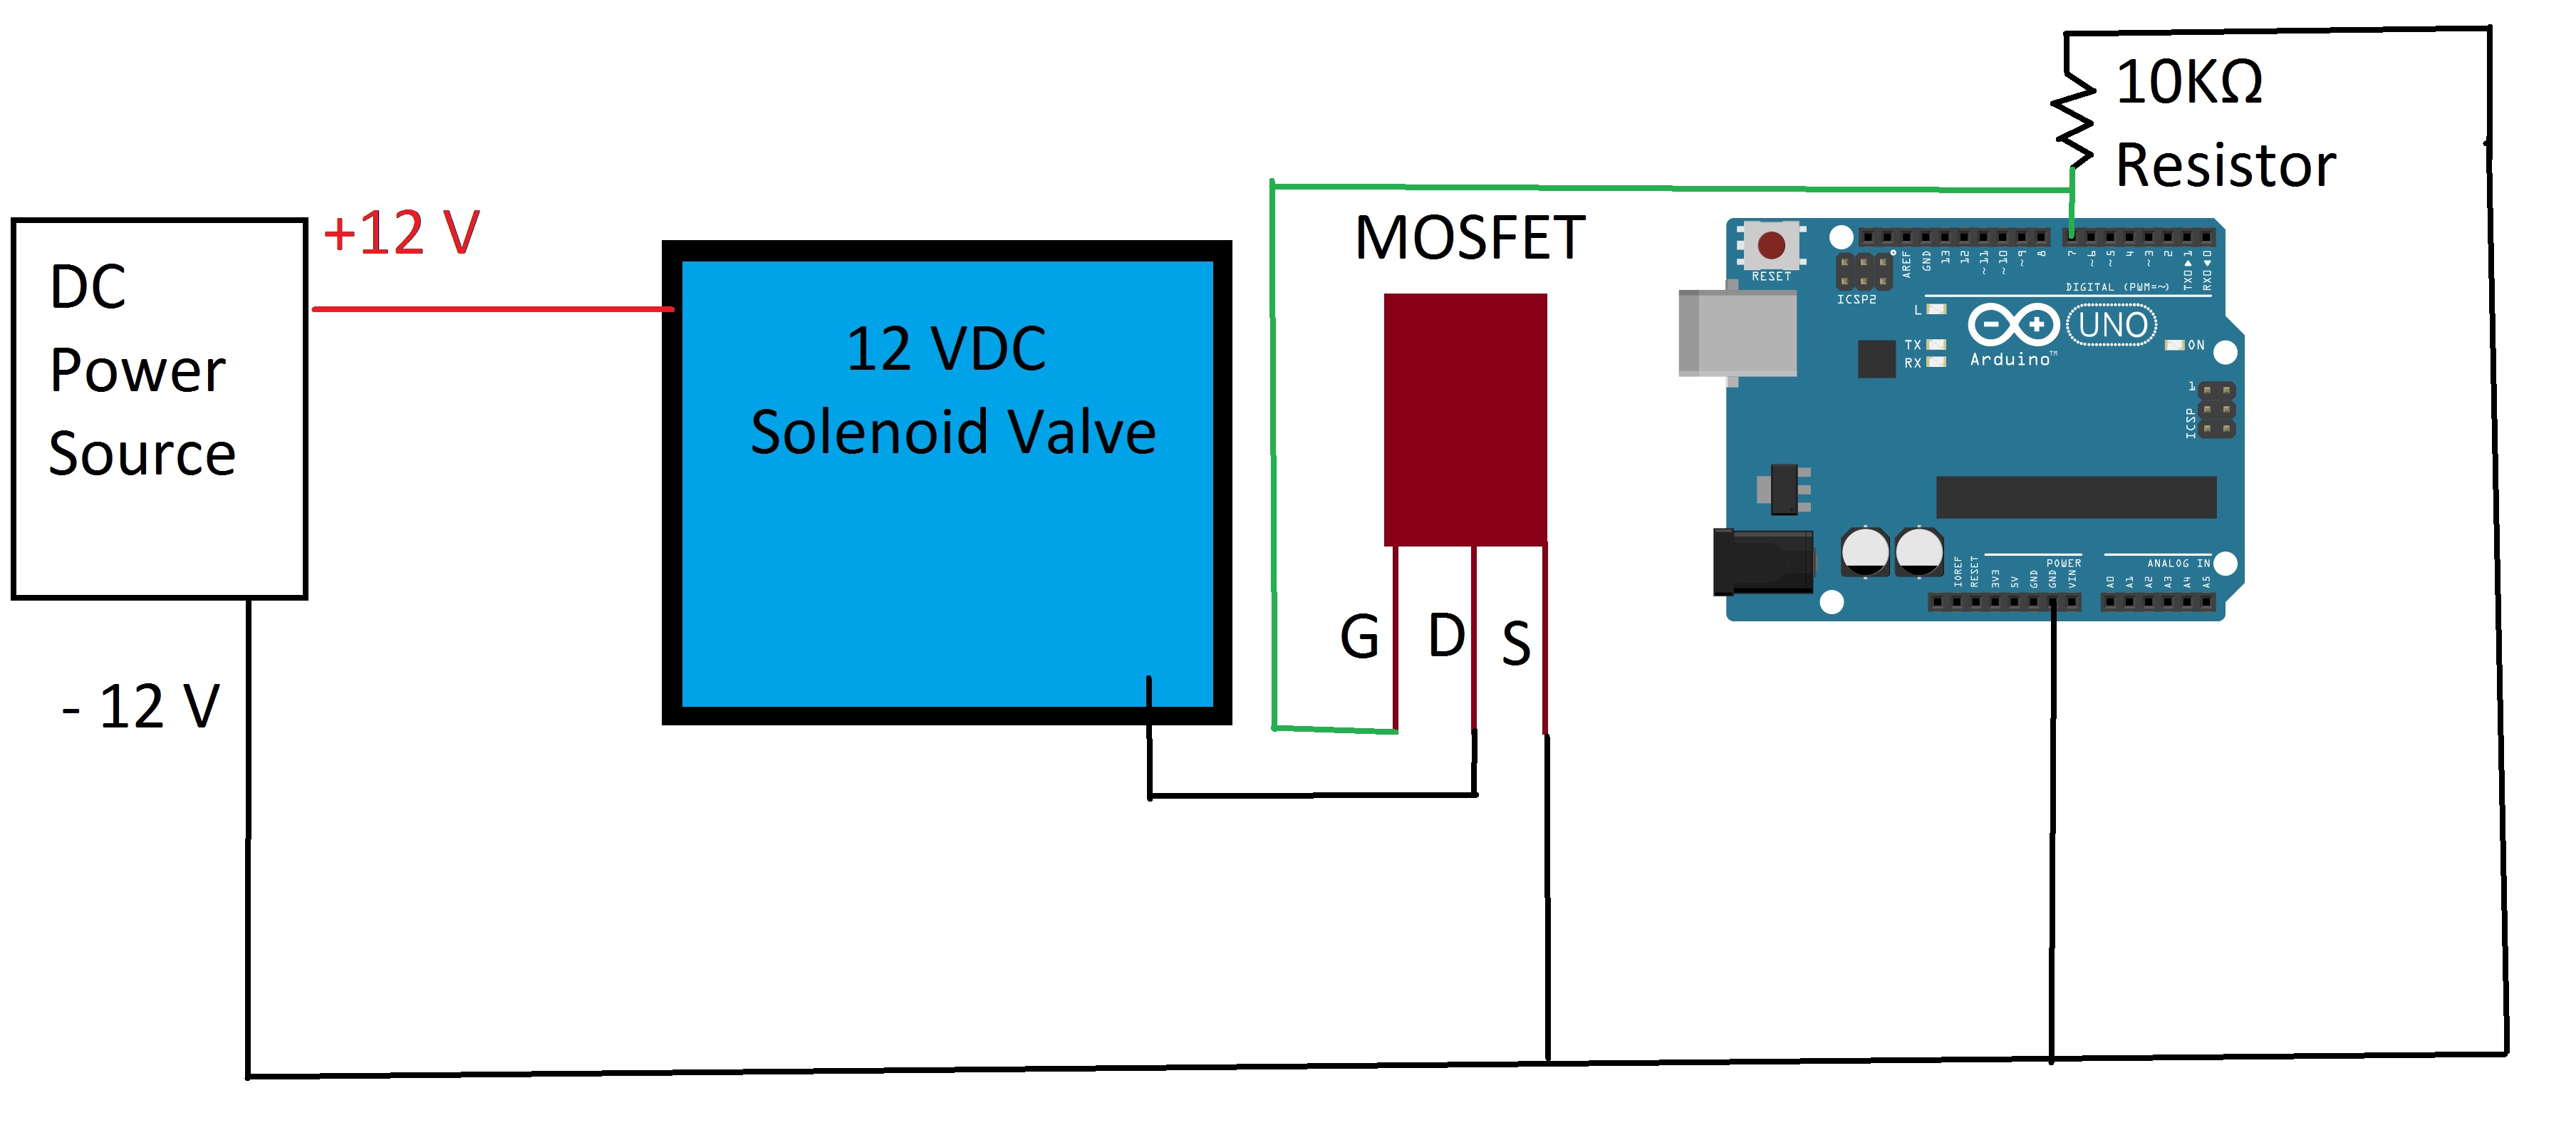 10KΩ
Resistor
+12 V
DC
Power
Source
- 12 V
12 VDC
Solenoid Valve
MOSFET
G D S
RESET
ICSP2
AREF
GND
13
12
~11
~10
~9
8
7
~6
~5
4
~3
2
TX0▶1
RX0◀0
DIGITAL (PWM=~)
L
TX
RX
UNO
Arduino™
ON
1
ICSP
POWER
ANALOG IN
IOREF
RESET
3V3
5V
GND
GND
VIN
A0
A1
A2
A3
A4
A5